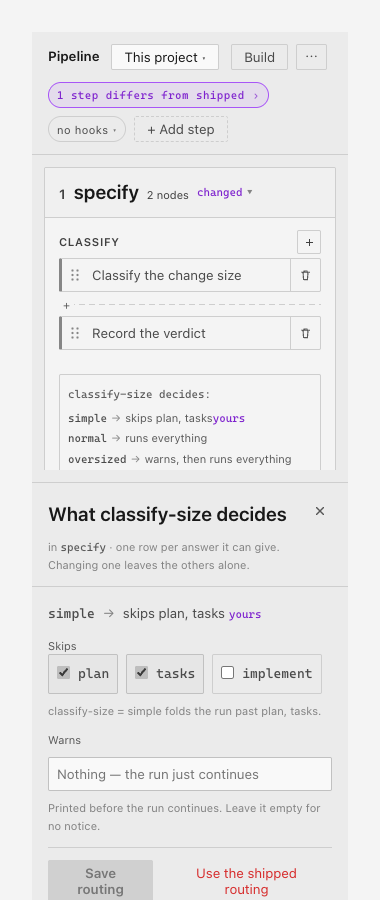 Pipeline This project Build ···
1 step differs from shipped ›
no hooks + Add step
1 specify 2 nodes changed ▾
CLASSIFY +
Classify the change size
+
Record the verdict
classify-size decides:
simple → skips plan, tasksyours
normal → runs everything
oversized → warns, then runs everything
What classify-size decides ×
in specify · one row per answer it can give.
Changing one leaves the others alone.
simple → skips plan, tasks yours
Skips
plan tasks implement
classify-size = simple folds the run past plan, tasks.
Warns
Nothing — the run just continues
Printed before the run continues. Leave it empty for
no notice.
Save Use the shipped
routing routing